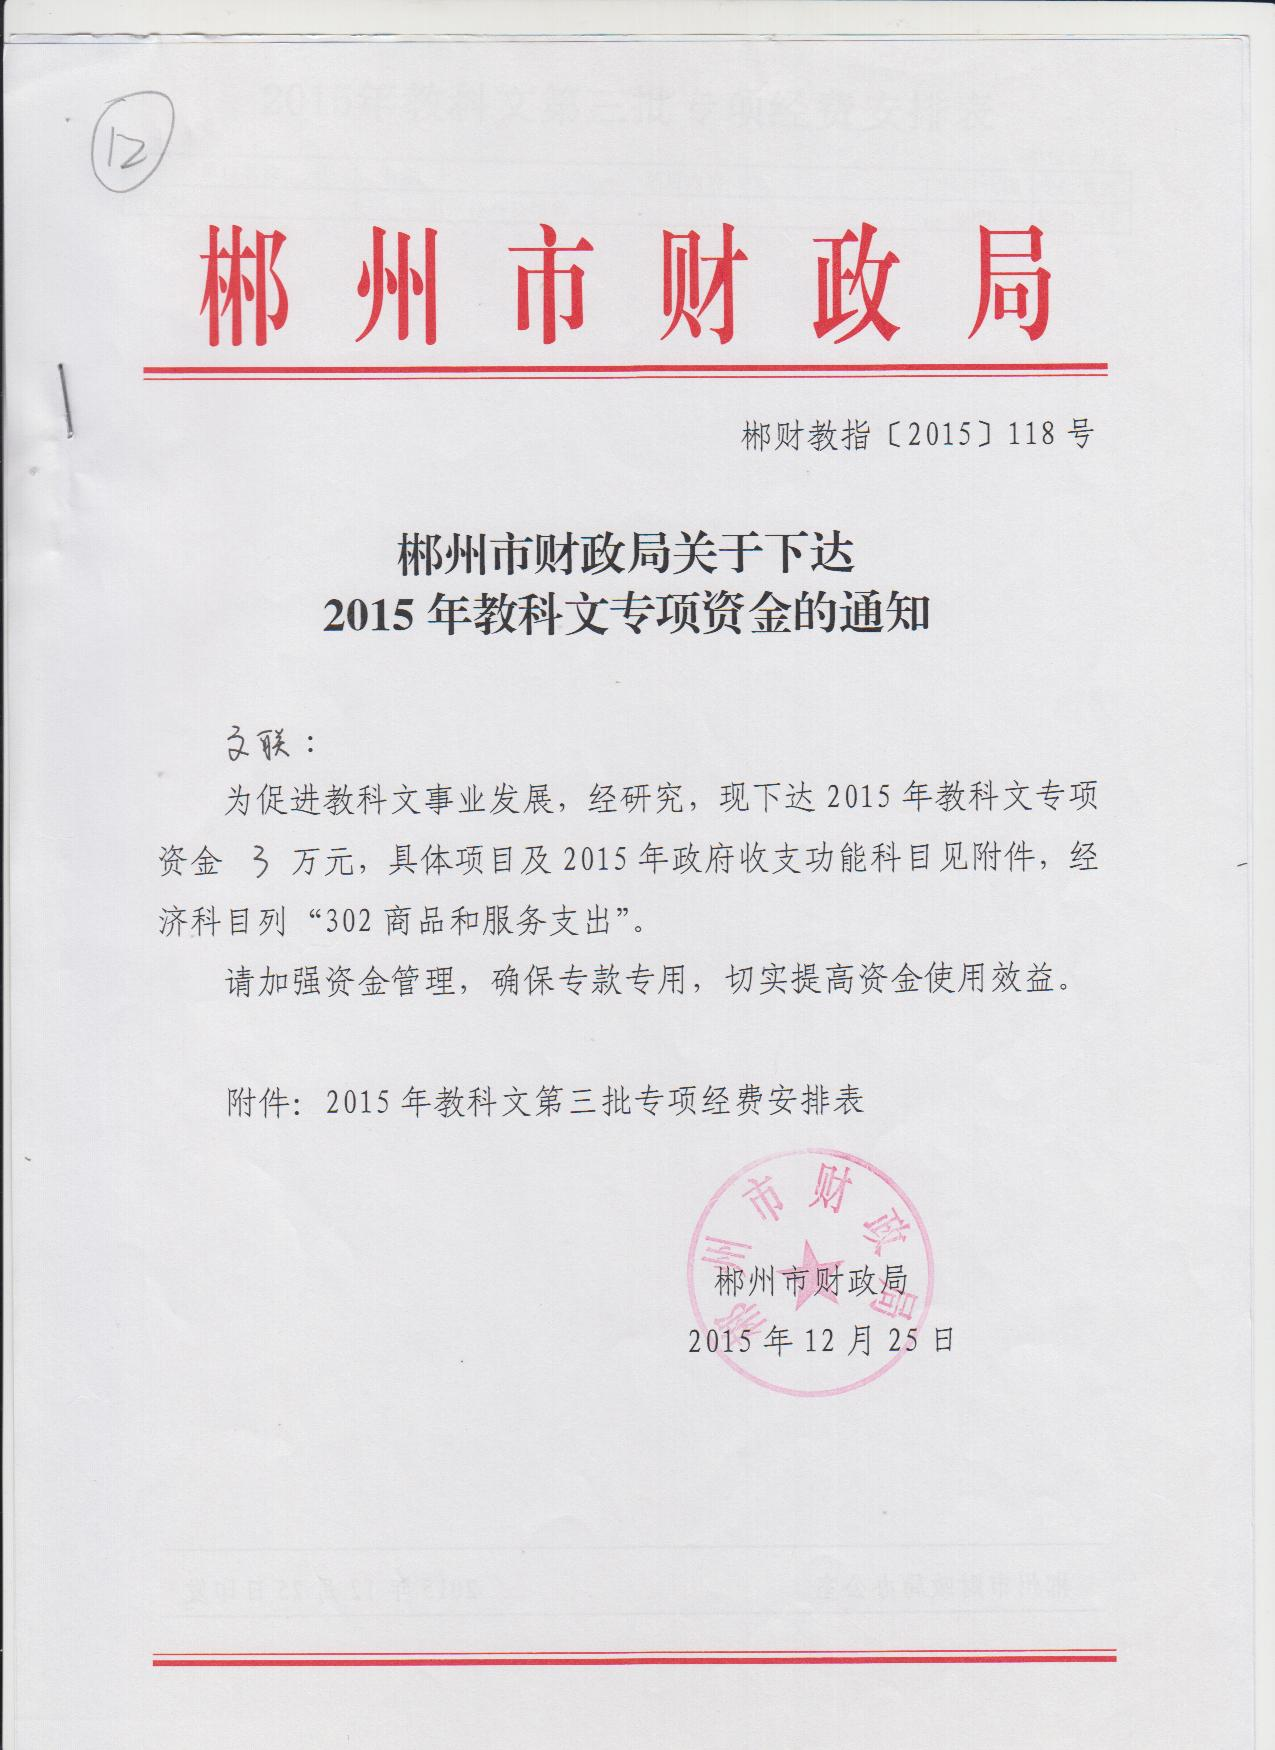 12
郴州市财政局
郴财教指〔2015〕118号
郴州市财政局关于下达
2015年教科文专项资金的通知
文联：
为促进教科文事业发展，经研究，现下达2015年教科文专项
资金 3 万元，具体项目及2015年政府收支功能科目见附件，经
济科目列“302商品和服务支出”。
请加强资金管理，确保专款专用，切实提高资金使用效益。
附件：2015年教科文第三批专项经费安排表
郴州市财政局
郴州市财政局
2015年12月25日